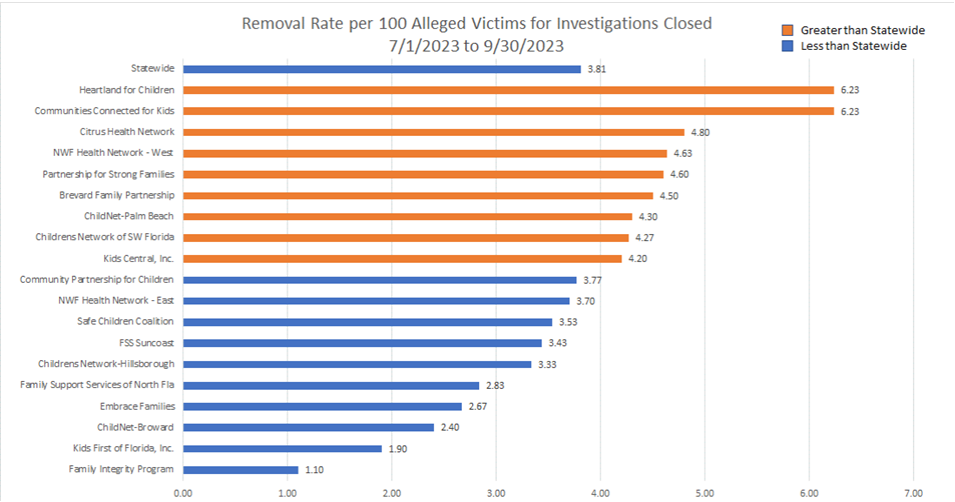 Removal Rate per 100 Alleged Victims for Investigations Closed
7/1/2023 to 9/30/2023
Greater than Statewide
Less than Statewide
Statewide 3.81
Heartland for Children 6.23
Communities Connected for Kids 6.23
Citrus Health Network 4.80
NWF Health Network - West 4.63
Partnership for Strong Families 4.60
Brevard Family Partnership 4.50
ChildNet-Palm Beach 4.30
Childrens Network of SW Florida 4.27
Kids Central, Inc. 4.20
Community Partnership for Children 3.77
NWF Health Network - East 3.70
Safe Children Coalition 3.53
FSS Suncoast 3.43
Childrens Network-Hillsborough 3.33
Family Support Services of North Fla 2.83
Embrace Families 2.67
ChildNet-Broward 2.40
Kids First of Florida, Inc. 1.90
Family Integrity Program 1.10
0.00 1.00 2.00 3.00 4.00 5.00 6.00 7.00